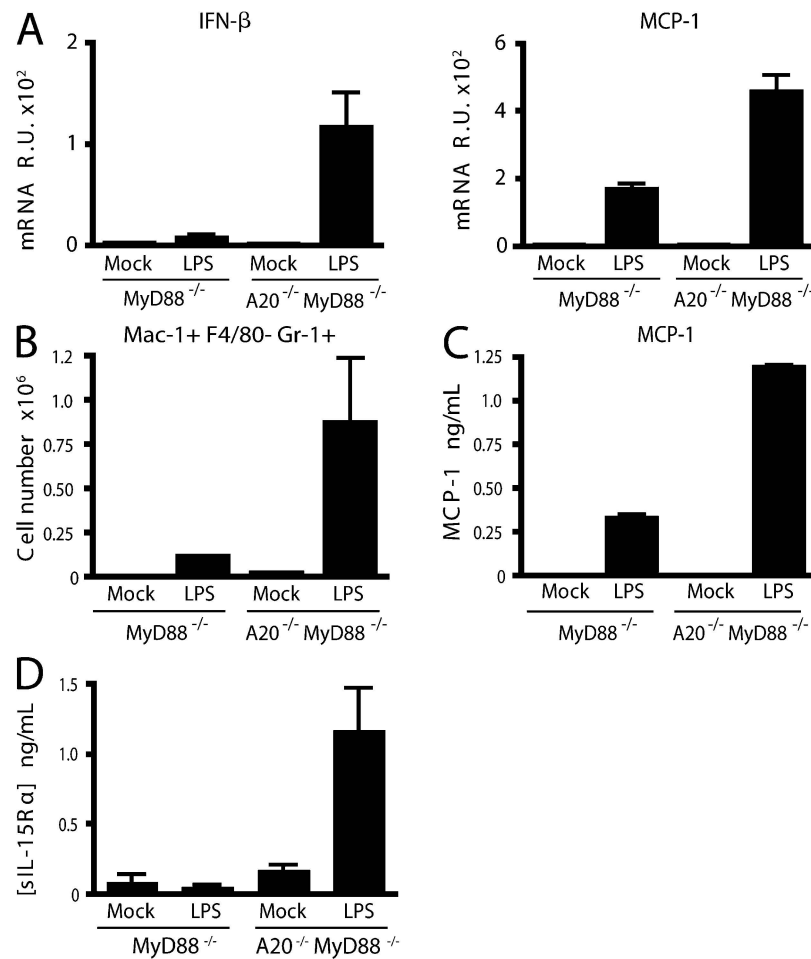 A
IFN-β
mRNA R.U. x10²
2
1
0
Mock LPS Mock LPS
MyD88 -/- A20 -/- MyD88 -/-
MCP-1
mRNA R.U. x10²
6
4
2
0
Mock LPS Mock LPS
MyD88 -/- A20 -/- MyD88 -/-
B
Mac-1+ F4/80- Gr-1+
Cell number x10⁶
1.2
1.0
0.75
0.50
0.25
0
Mock LPS Mock LPS
MyD88 -/- A20 -/- MyD88 -/-
C
MCP-1
MCP-1 ng/mL
1.25
1.0
0.75
0.50
0.25
0
Mock LPS Mock LPS
MyD88 -/- A20 -/- MyD88 -/-
D
[sIL-15Rα] ng/mL
1.5
1.0
0.5
0
Mock LPS Mock LPS
MyD88 -/- A20 -/- MyD88 -/-